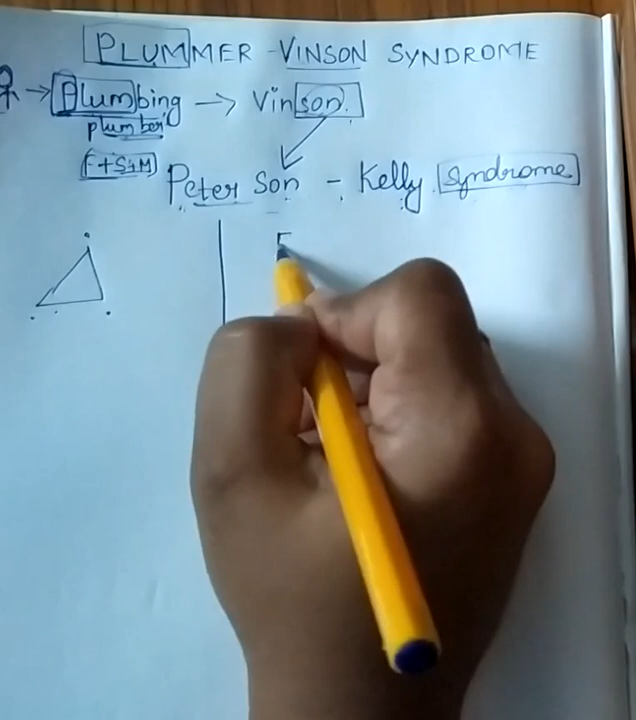 PLUMMER - VINSON SYNDROME
Plumbing → Vinson.
plumber
(F+S+M)
Peter Son - Kelly Syndrome